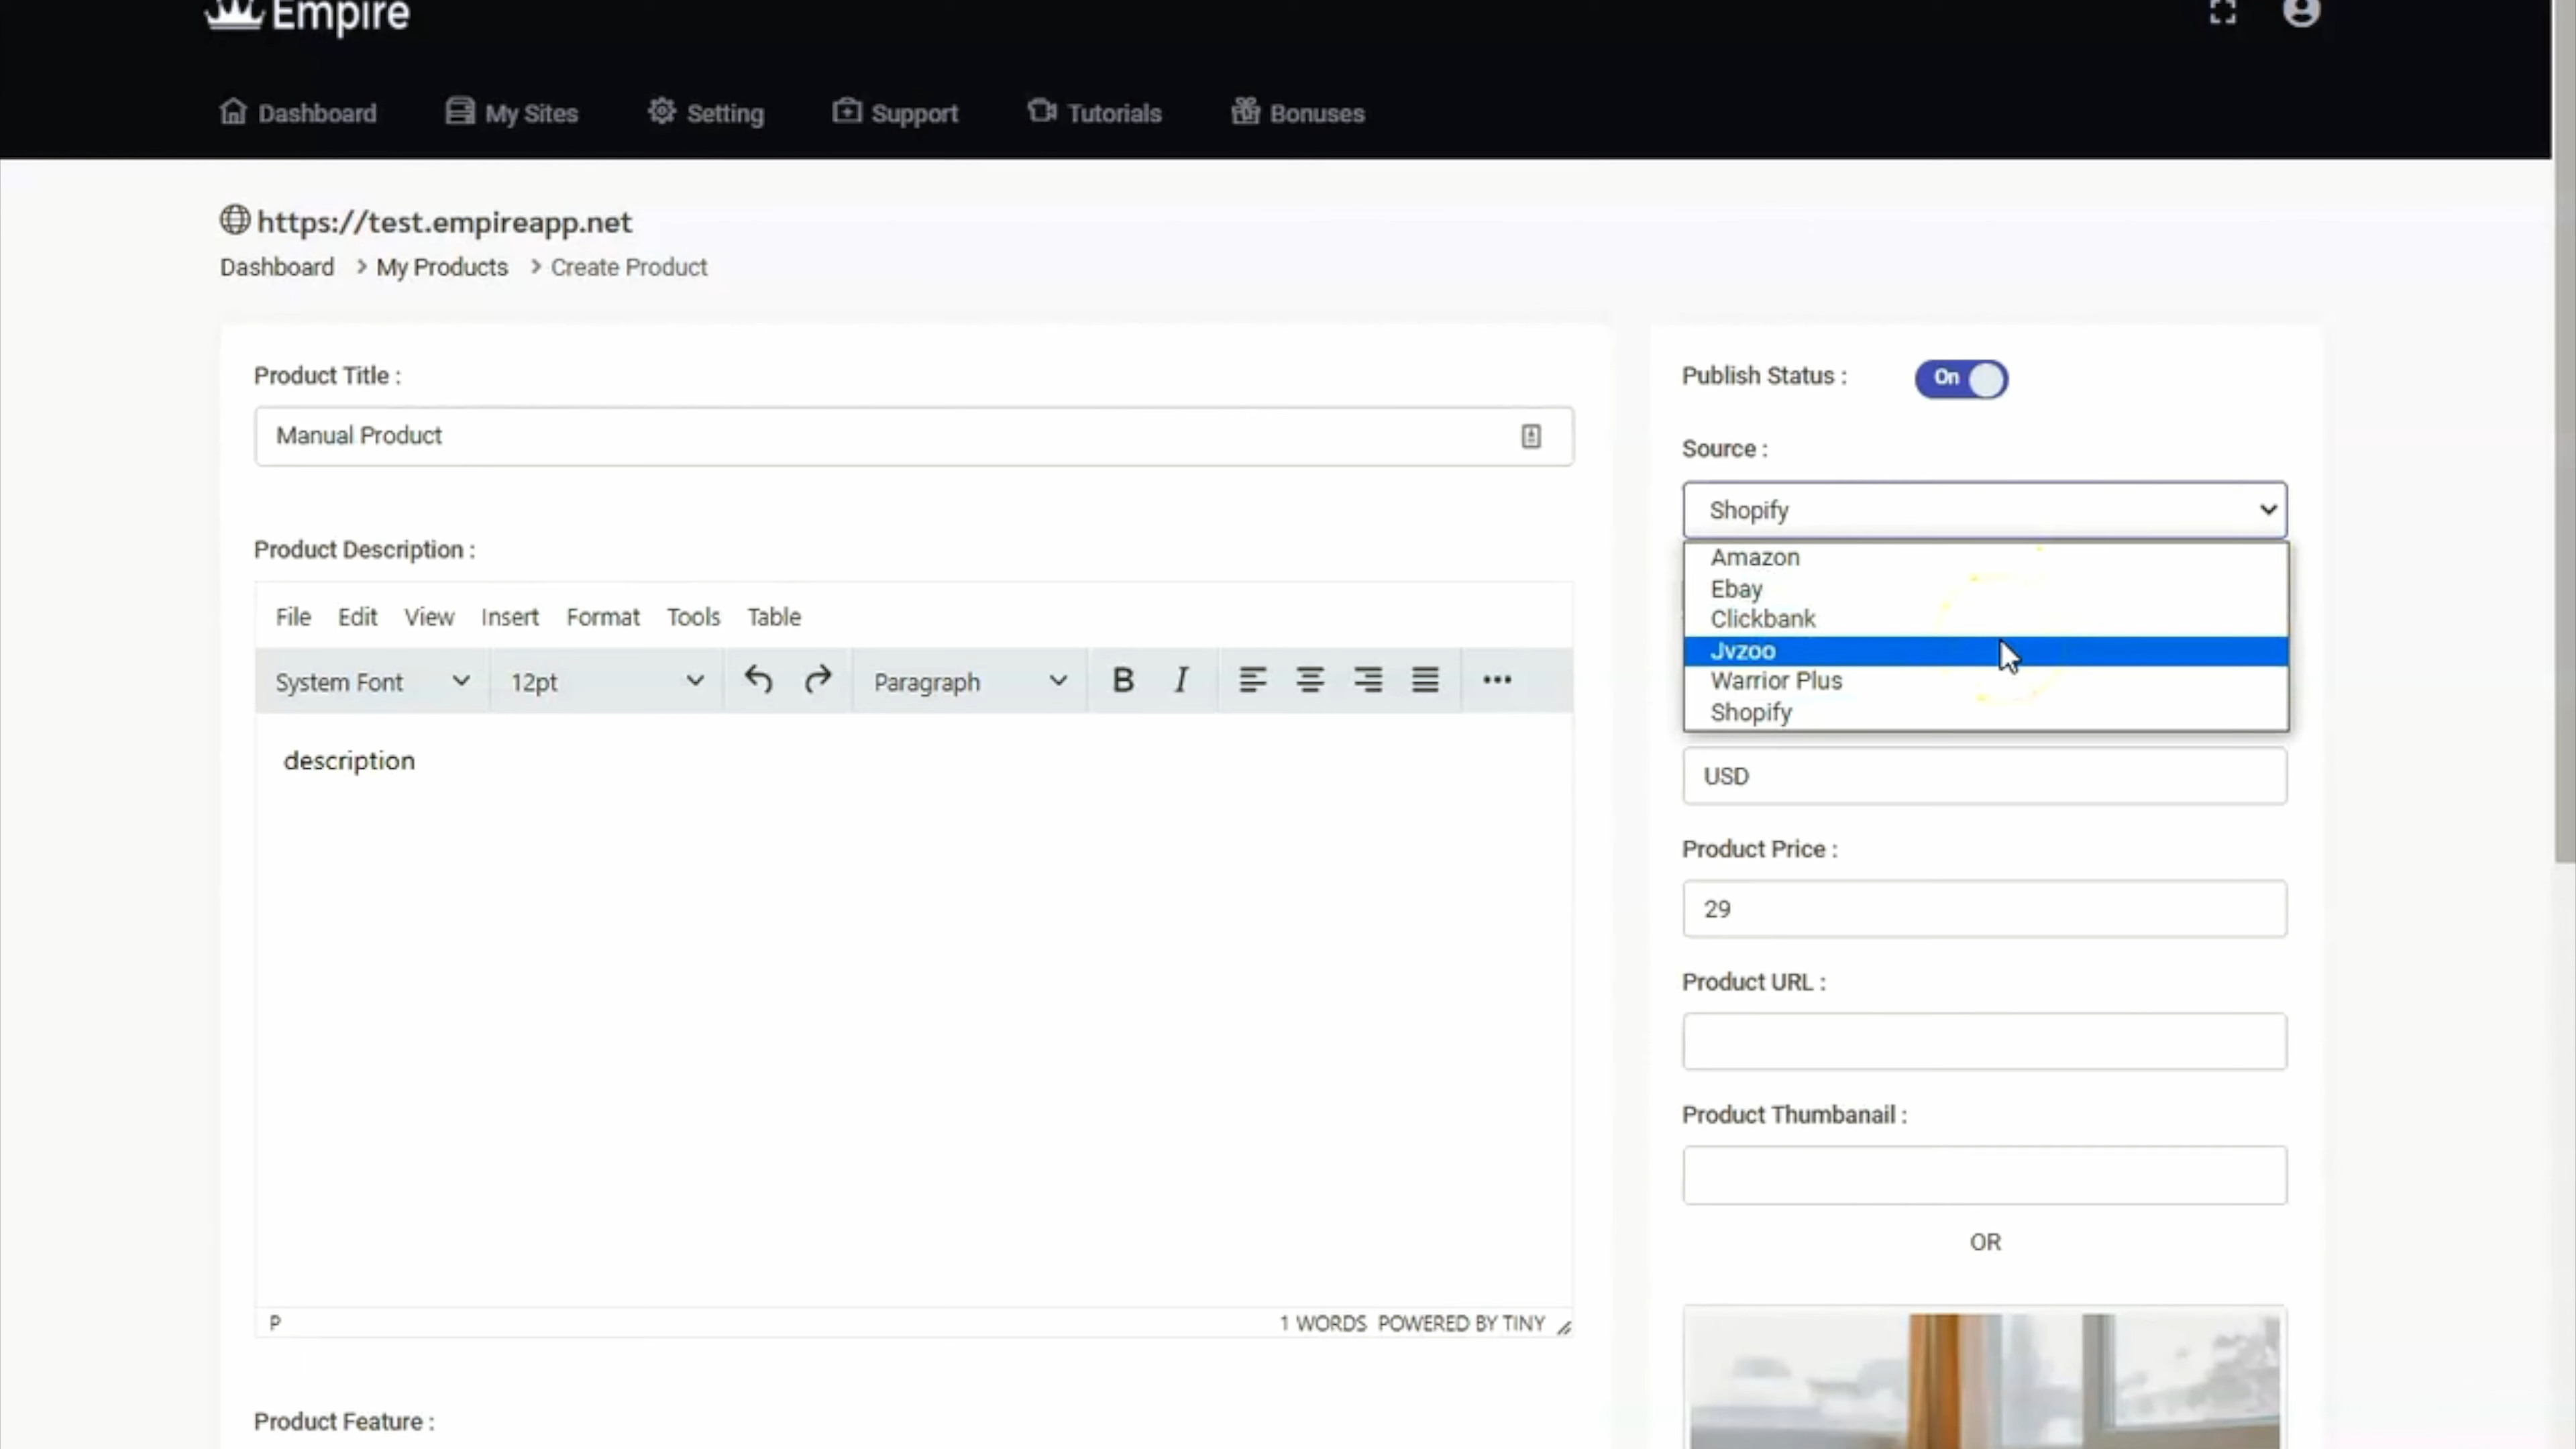 Empire
Dashboard My Sites Setting Support Tutorials Bonuses
https://test.empireapp.net
Dashboard > My Products > Create Product
Product Title :
Manual Product
Product Description :
File Edit View Insert Format Tools Table
System Font 12pt Paragraph B I
description
P 1 WORDS POWERED BY TINY
Product Feature :
Publish Status : On
Source :
Shopify
Amazon
Ebay
Clickbank
Jvzoo
Warrior Plus
Shopify
USD
Product Price :
29
Product URL :
Product Thumbanail :
OR